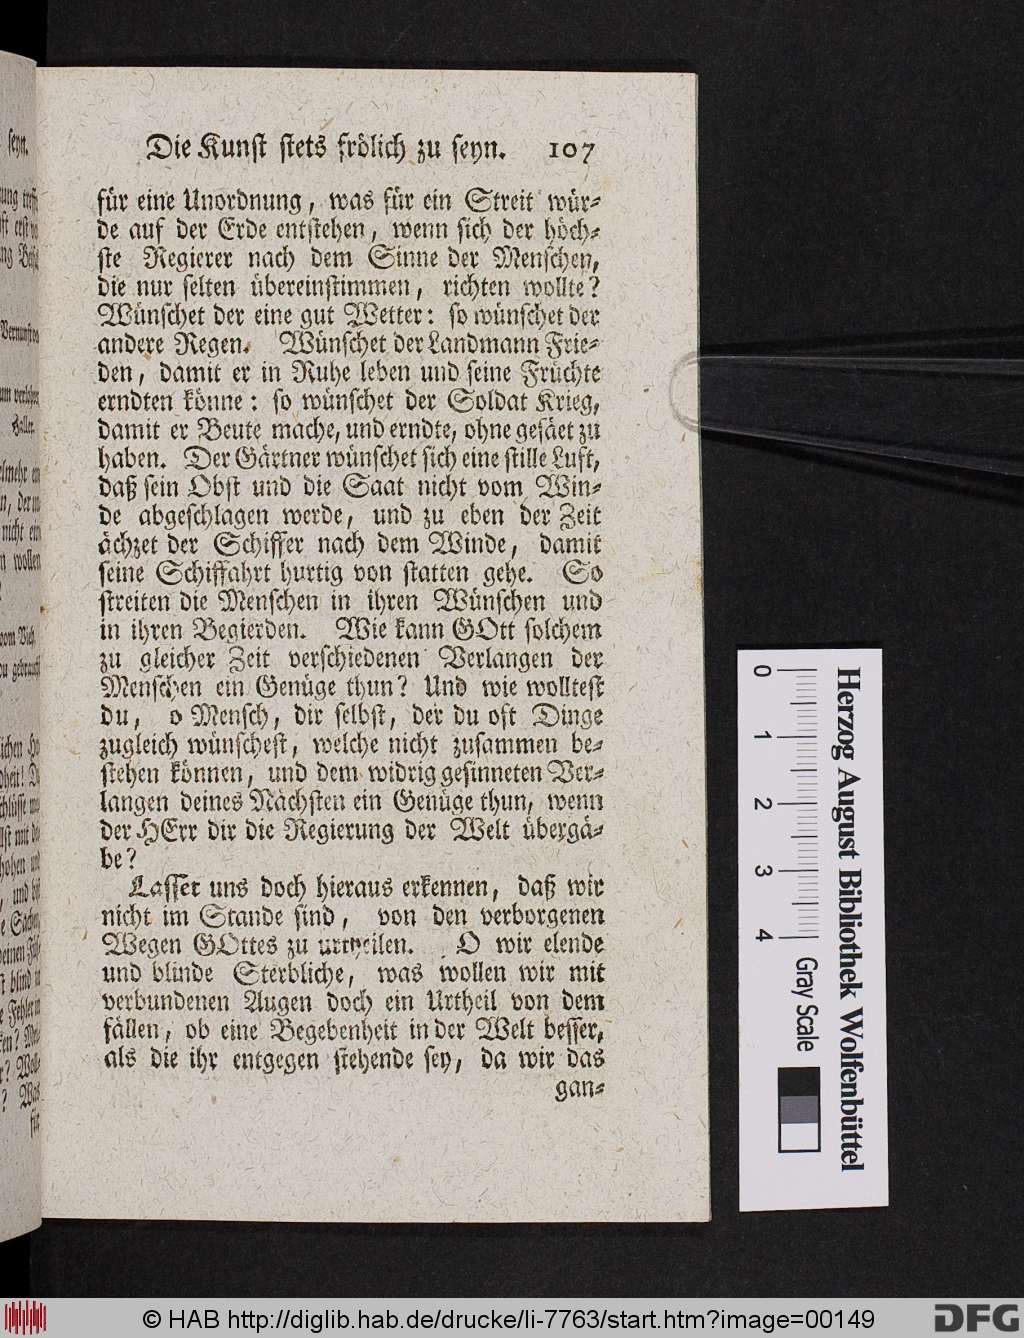 Die Kunst stets frölich zu seyn. 107
für eine Unordnung, was für ein Streit wür-
de auf der Erde entstehen, wenn sich der höch-
ste Regierer nach dem Sinne der Menschen,
die nur selten übereinstimmen, richten wollte?
Wünschet der eine gut Wetter: so wünschet der
andere Regen. Wünschet der Landmann Frie-
den, damit er in Ruhe leben und seine Früchte
erndten könne: so wünschet der Soldat Krieg,
damit er Beute mache, und erndte, ohne gesäet zu
haben. Der Gärtner wünschet sich eine stille Luft,
daß sein Obst und die Saat nicht vom Win-
de abgeschlagen werde, und zu eben der Zeit
ächzet der Schiffer nach dem Winde, damit
seine Schiffahrt hurtig von statten gehe. So
streiten die Menschen in ihren Wünschen und
in ihren Begierden. Wie kann GOtt solchem
zu gleicher Zeit verschiedenen Verlangen der
Menschen ein Genüge thun? Und wie wolltest
du, o Mensch, dir selbst, der du oft Dinge
zugleich wünschest, welche nicht zusammen be-
stehen können, und dem widrig gesinneten Ver-
langen deines Nächsten ein Genüge thun, wenn
der HErr dir die Regierung der Welt übergä-
be?
Lasset uns doch hieraus erkennen, daß wir
nicht im Stande sind, von den verborgenen
Wegen GOttes zu urtheilen. O wir elende
und blinde Sterbliche, was wollen wir mit
verbundenen Augen doch ein Urtheil von dem
fällen, ob eine Begebenheit in der Welt besser,
als die ihr entgegen stehende sey, da wir das
gan-
seyn.
Haller.
nicht ein
wollen
vom Vieh
für
0 1 2 3 4 Gray Scale
Herzog August Bibliothek Wolfenbüttel
© HAB http://diglib.hab.de/drucke/li-7763/start.htm?image=00149
DFG